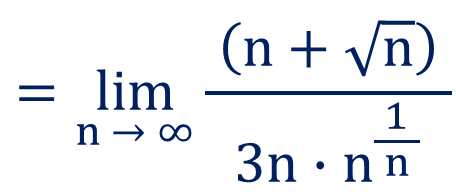 = lim n → ∞ (n + √n) / 3n · n^(1/n)